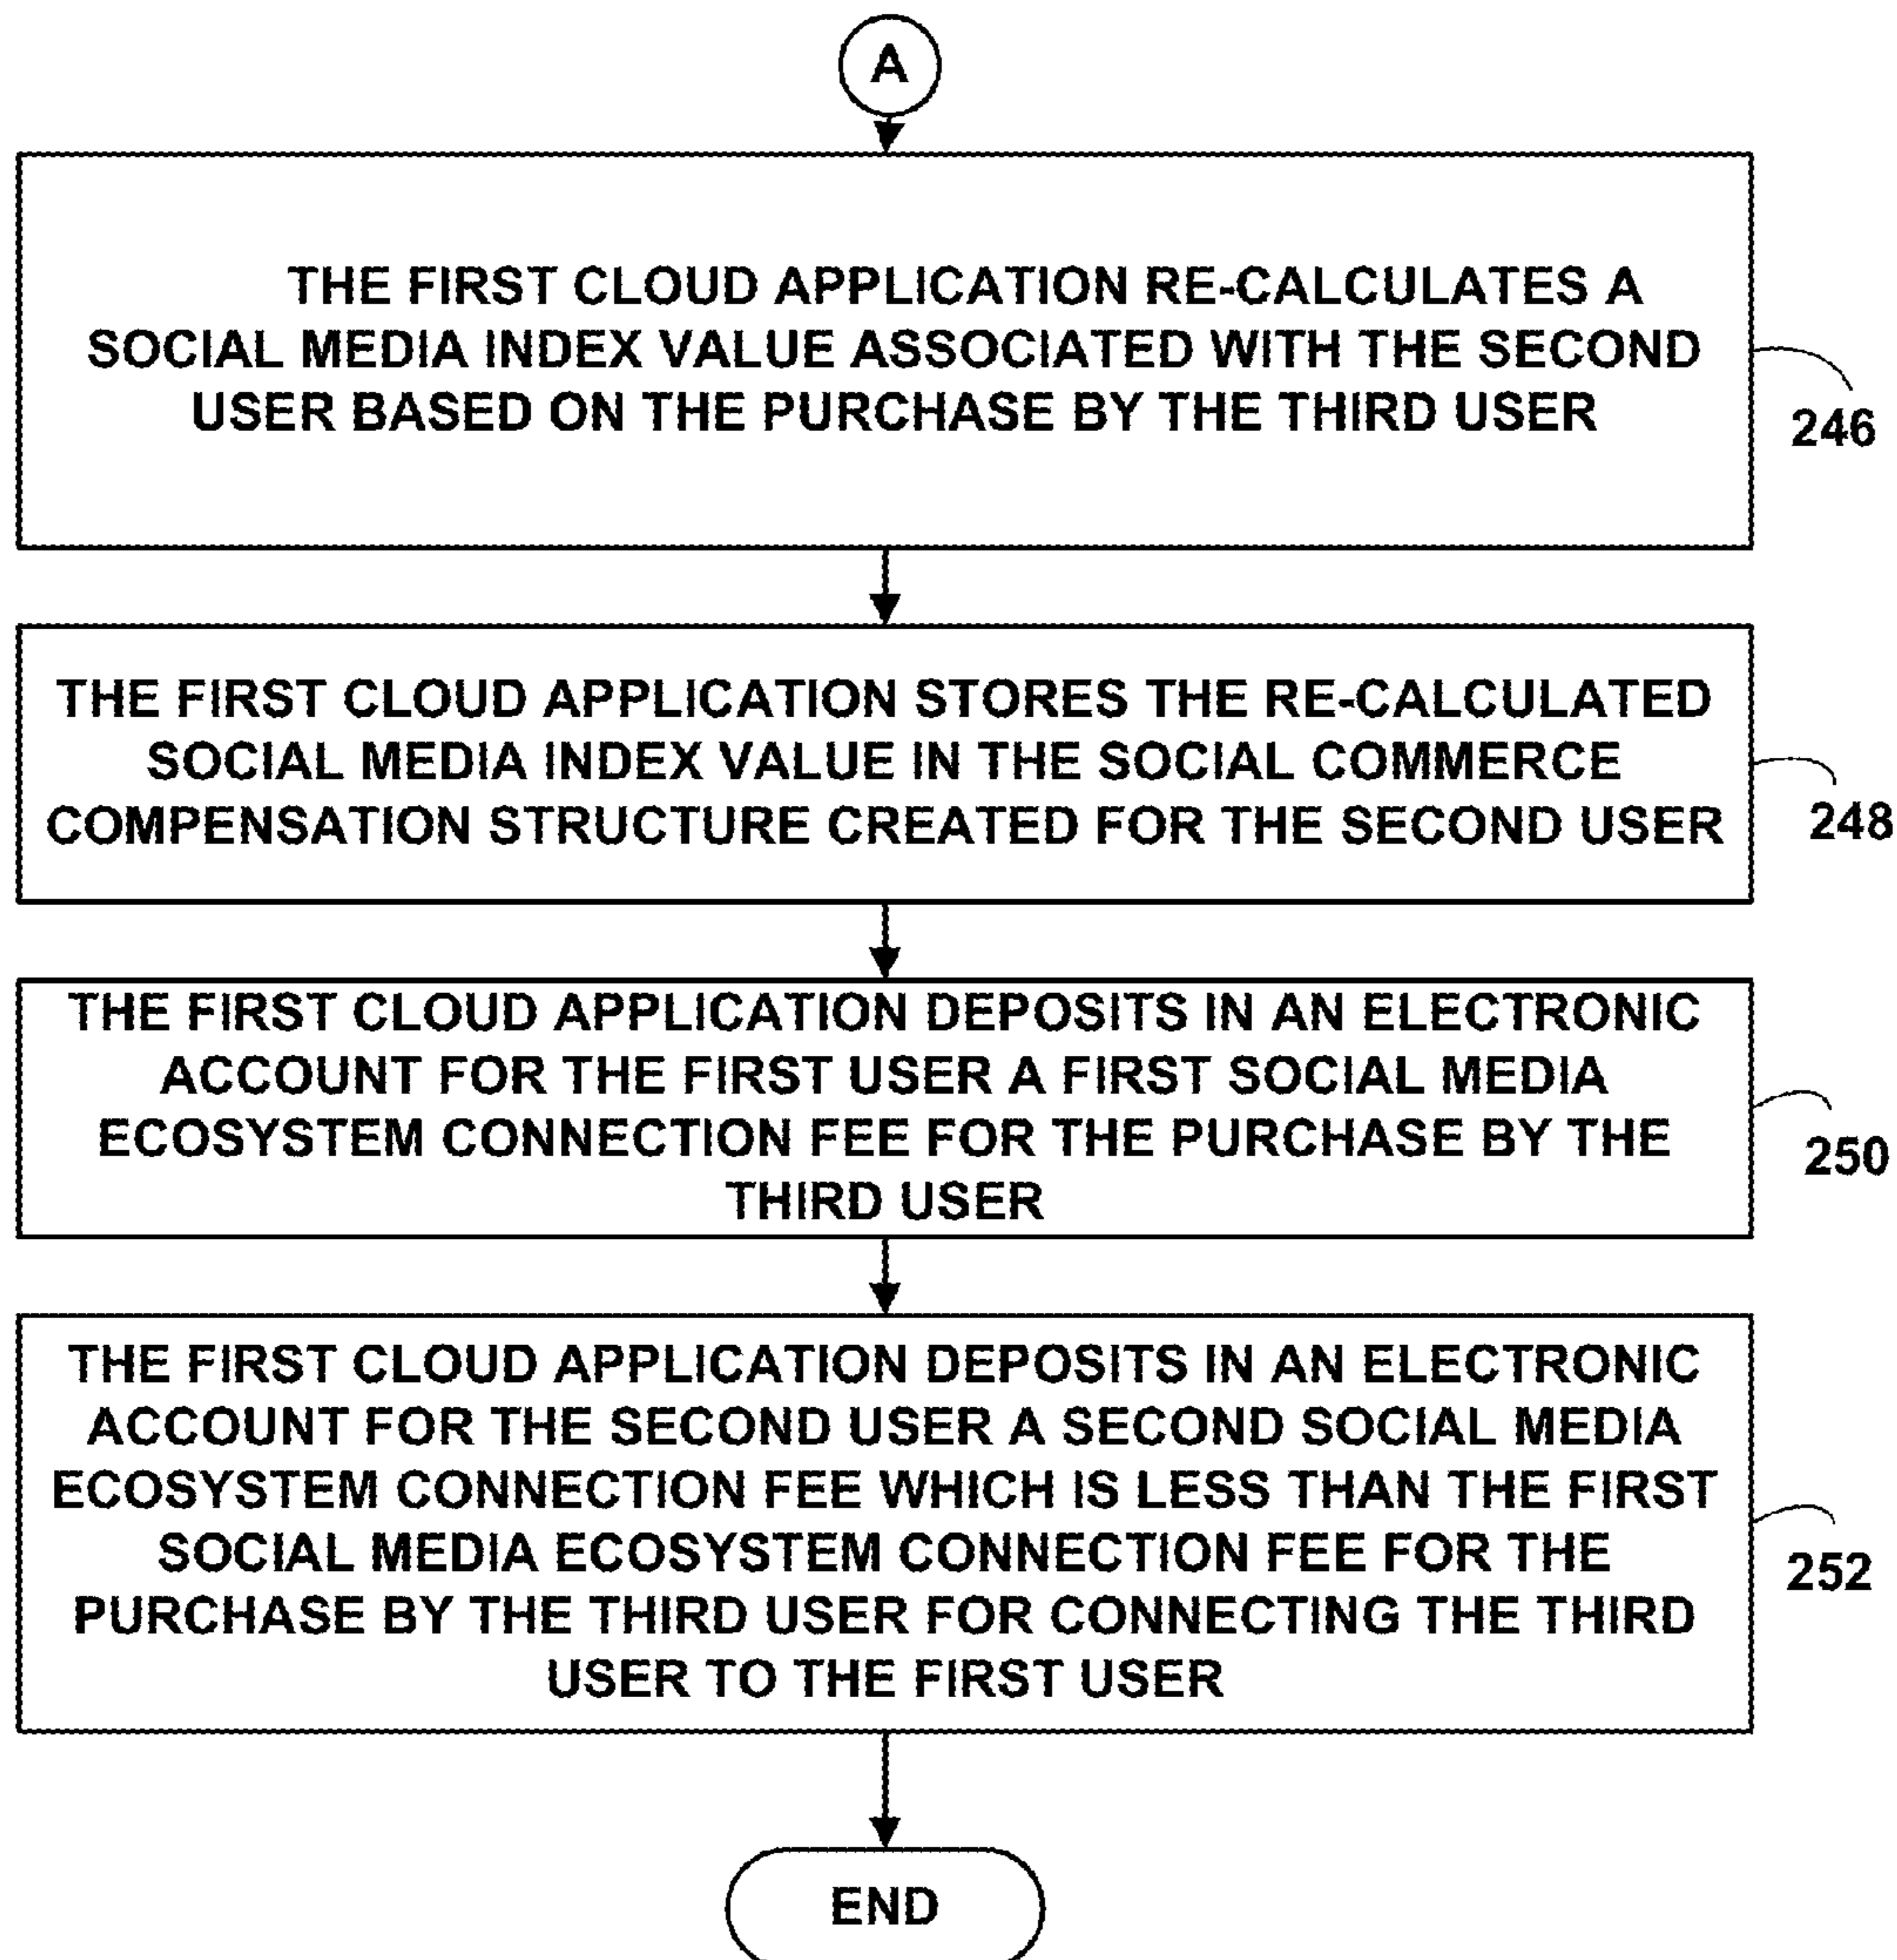 A
THE FIRST CLOUD APPLICATION RE-CALCULATES A
SOCIAL MEDIA INDEX VALUE ASSOCIATED WITH THE SECOND
USER BASED ON THE PURCHASE BY THE THIRD USER
246
THE FIRST CLOUD APPLICATION STORES THE RE-CALCULATED
SOCIAL MEDIA INDEX VALUE IN THE SOCIAL COMMERCE
COMPENSATION STRUCTURE CREATED FOR THE SECOND USER
248
THE FIRST CLOUD APPLICATION DEPOSITS IN AN ELECTRONIC
ACCOUNT FOR THE FIRST USER A FIRST SOCIAL MEDIA
ECOSYSTEM CONNECTION FEE FOR THE PURCHASE BY THE
THIRD USER
250
THE FIRST CLOUD APPLICATION DEPOSITS IN AN ELECTRONIC
ACCOUNT FOR THE SECOND USER A SECOND SOCIAL MEDIA
ECOSYSTEM CONNECTION FEE WHICH IS LESS THAN THE FIRST
SOCIAL MEDIA ECOSYSTEM CONNECTION FEE FOR THE
PURCHASE BY THE THIRD USER FOR CONNECTING THE THIRD
USER TO THE FIRST USER
252
END